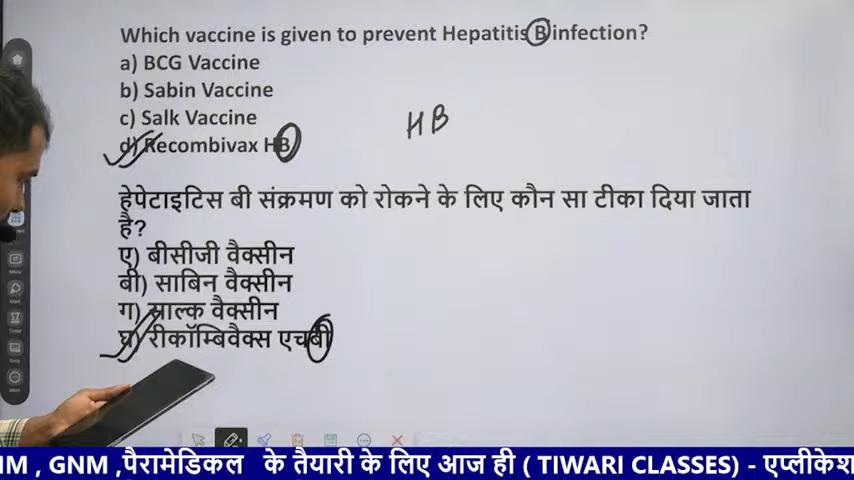 Which vaccine is given to prevent Hepatitis B infection?
a) BCG Vaccine
b) Sabin Vaccine
c) Salk Vaccine
d) Recombivax HB
HB
हेपेटाइटिस बी संक्रमण को रोकने के लिए कौन सा टीका दिया जाता
है?
ए) बीसीजी वैक्सीन
बी) साबिन वैक्सीन
ग) साल्क वैक्सीन
घ) रीकॉम्बिवैक्स एचबी
, GNM ,पैरामेडिकल के तैयारी के लिए आज ही ( TIWARI CLASSES) - एप्लीकेश